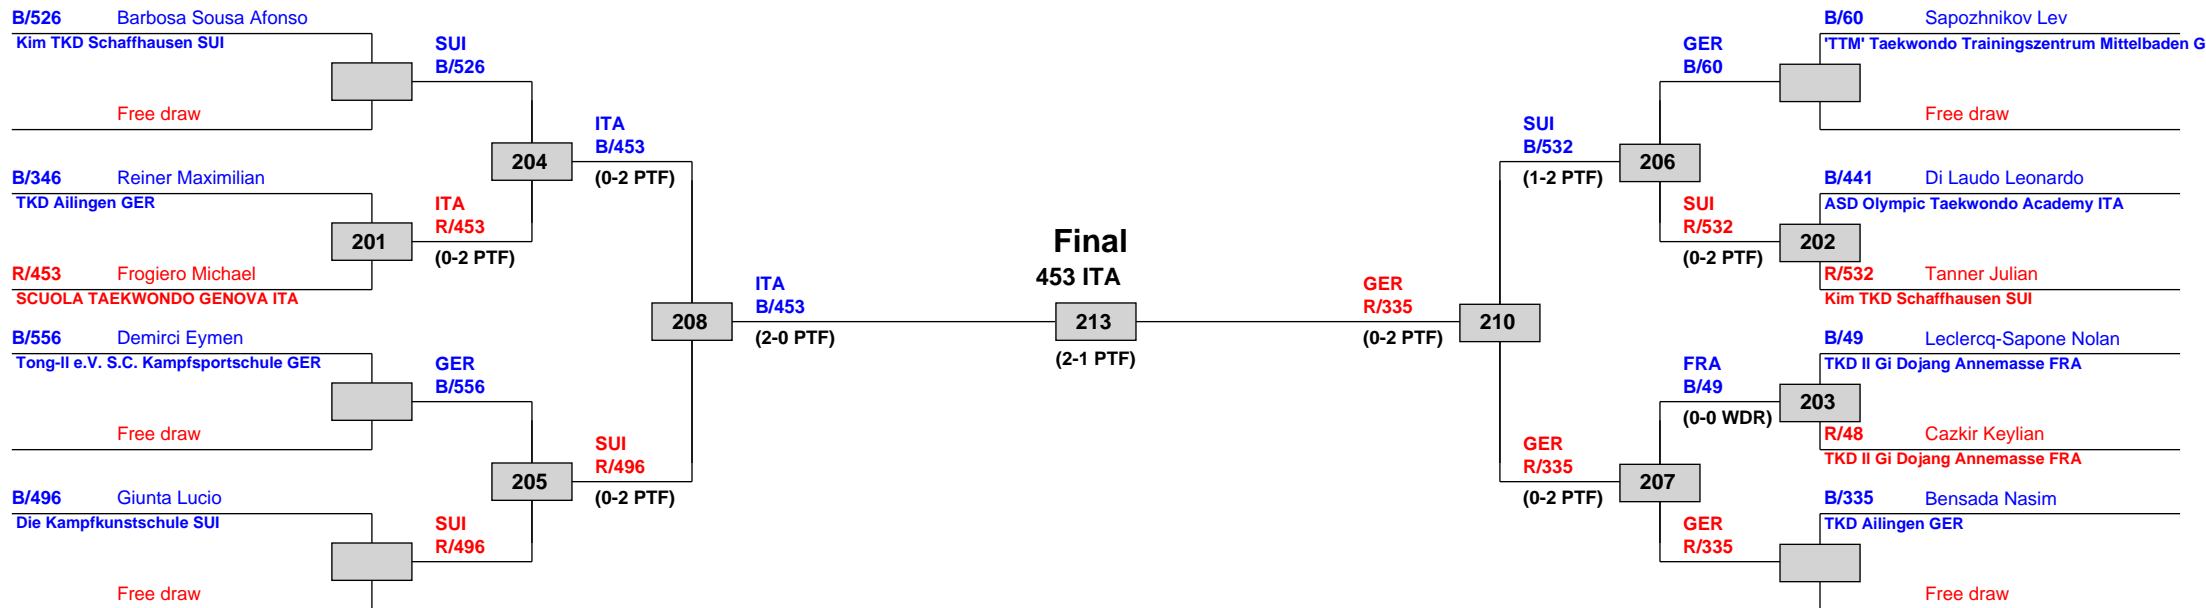 B/526 Barbosa Sousa Afonso
Kim TKD Schaffhausen SUI
Free draw
B/346 Reiner Maximilian
TKD Ailingen GER
R/453 Frogiero Michael
SCUOLA TAEKWONDO GENOVA ITA
B/556 Demirci Eymen
Tong-Il e.V. S.C. Kampfsportschule GER
Free draw
B/496 Giunta Lucio
Die Kampfkunstschule SUI
Free draw
SUI
B/526
201
ITA
R/453
(0-2 PTF)
GER
B/556
SUI
R/496
204
ITA
B/453
(0-2 PTF)
205
SUI
R/496
(0-2 PTF)
208
ITA
B/453
(2-0 PTF)
Final
453 ITA
213
(2-1 PTF)
GER
R/335
(0-2 PTF)
210
SUI
B/532
(1-2 PTF)
206
GER
R/335
(0-2 PTF)
207
GER
B/60
SUI
R/532
(0-2 PTF)
202
FRA
B/49
(0-0 WDR)
203
GER
R/335
B/60 Sapozhnikov Lev
'TTM' Taekwondo Trainingszentrum Mittelbaden G
Free draw
B/441 Di Laudo Leonardo
ASD Olympic Taekwondo Academy ITA
R/532 Tanner Julian
Kim TKD Schaffhausen SUI
B/49 Leclercq-Sapone Nolan
TKD Il Gi Dojang Annemasse FRA
R/48 Cazkir Keylian
TKD Il Gi Dojang Annemasse FRA
B/335 Bensada Nasim
TKD Ailingen GER
Free draw